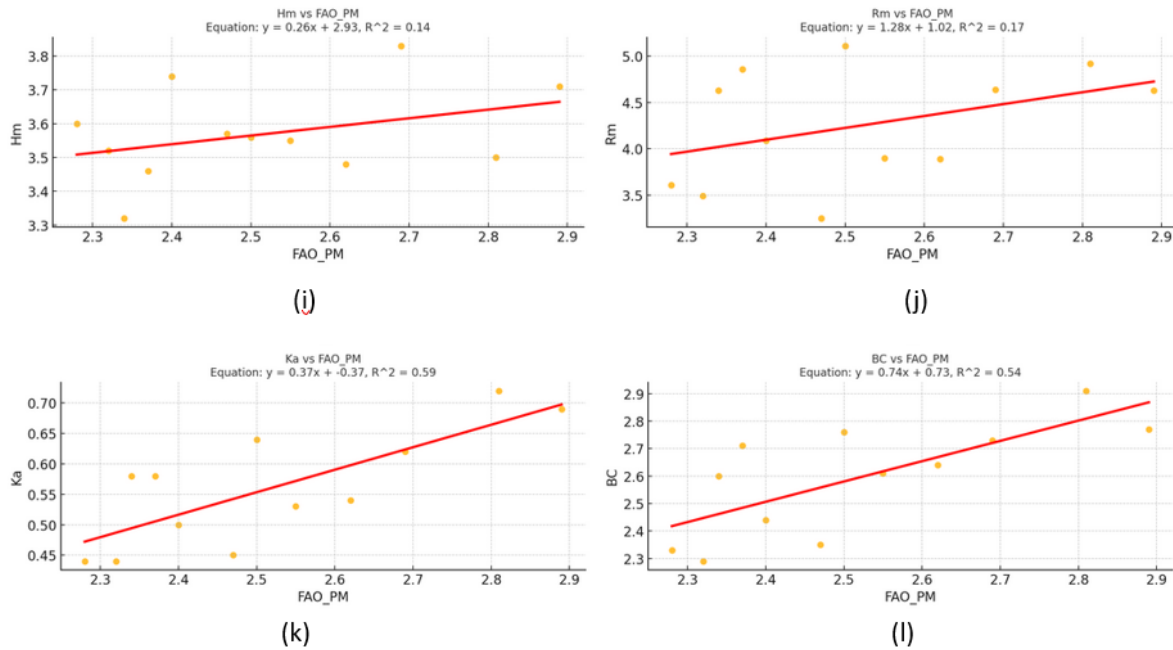 Hm vs FAO_PM
Equation: y = 0.26x + 2.93, R^2 = 0.14
3.8
3.7
3.6
3.5
3.4
3.3
Hm
2.3 2.4 2.5 2.6 2.7 2.8 2.9
FAO_PM
(i)
Rm vs FAO_PM
Equation: y = 1.28x + 1.02, R^2 = 0.17
5.0
4.5
4.0
3.5
Rm
2.3 2.4 2.5 2.6 2.7 2.8 2.9
FAO_PM
(j)
Ka vs FAO_PM
Equation: y = 0.37x + -0.37, R^2 = 0.59
0.70
0.65
0.60
0.55
0.50
0.45
Ka
2.3 2.4 2.5 2.6 2.7 2.8 2.9
FAO_PM
(k)
BC vs FAO_PM
Equation: y = 0.74x + 0.73, R^2 = 0.54
2.9
2.8
2.7
2.6
2.5
2.4
2.3
BC
2.3 2.4 2.5 2.6 2.7 2.8 2.9
FAO_PM
(l)